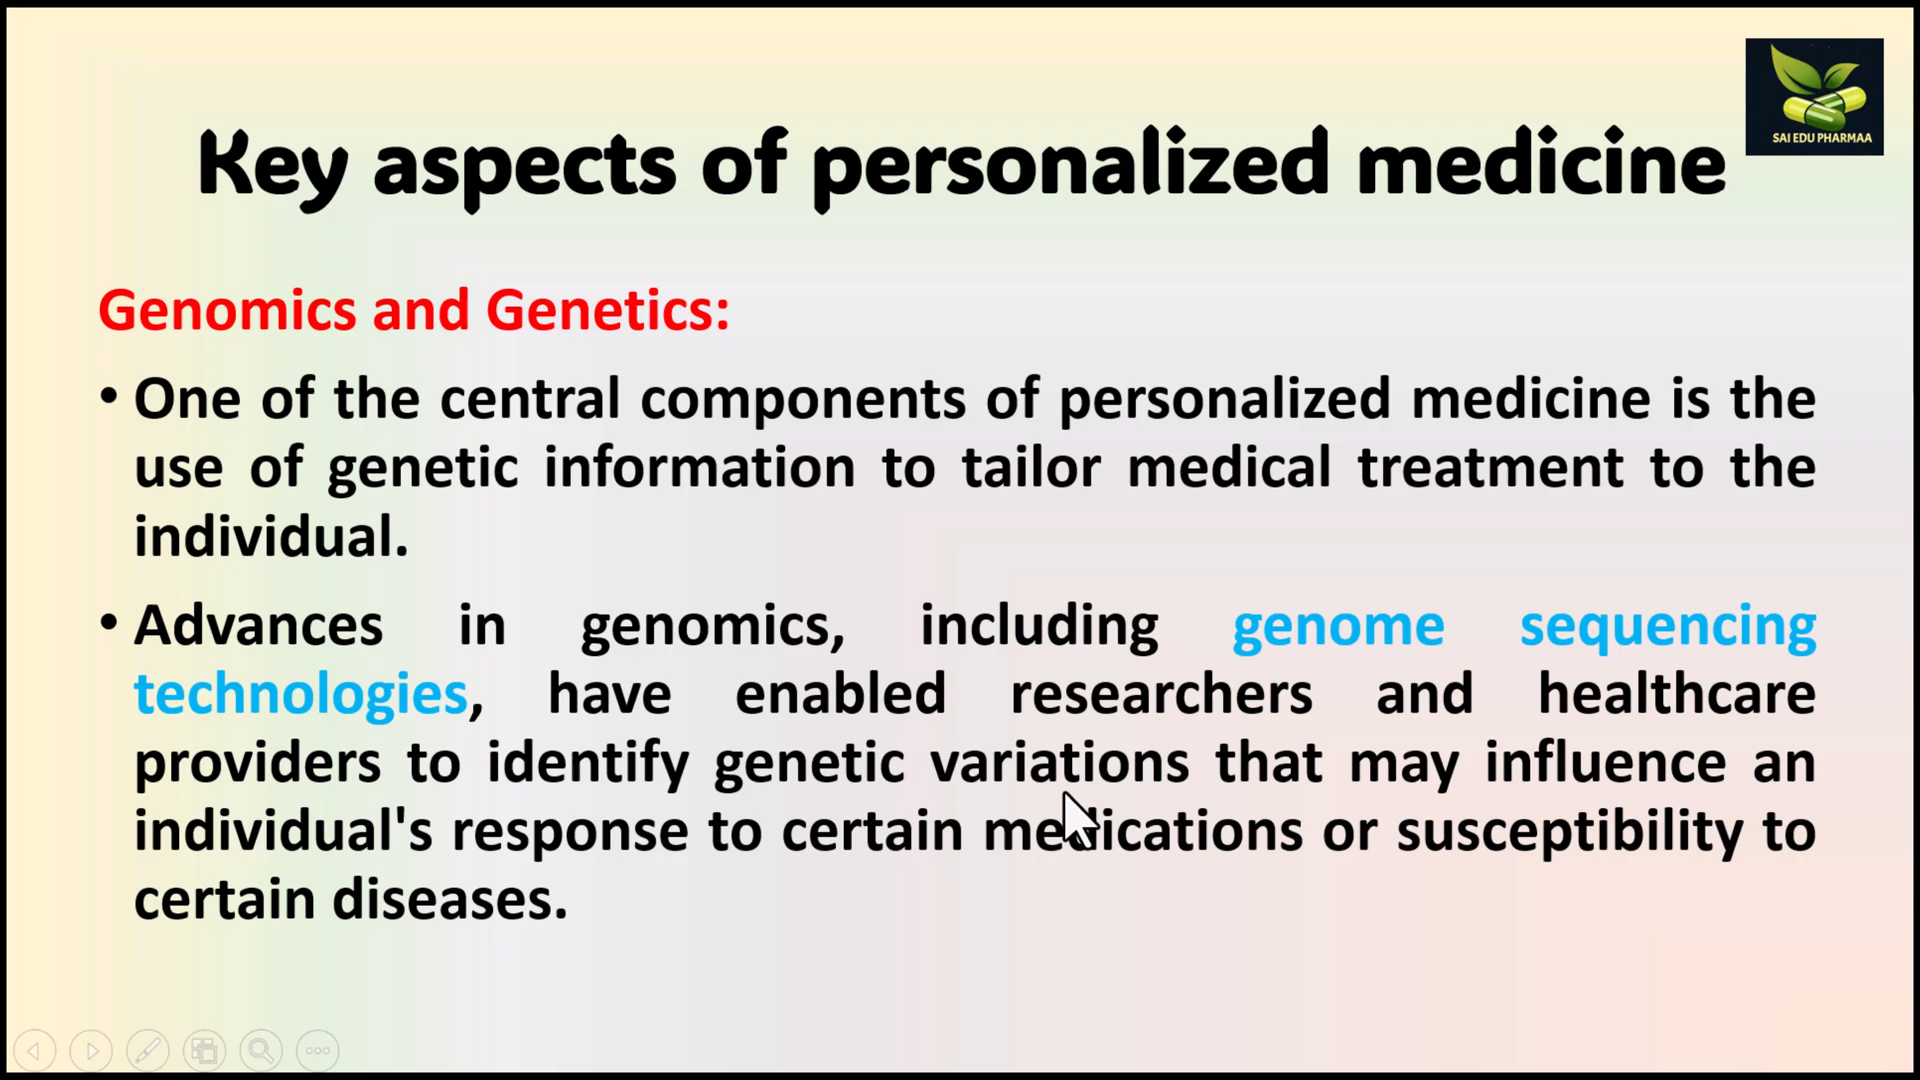 SAI EDU PHARMAA
Key aspects of personalized medicine
Genomics and Genetics:
• One of the central components of personalized medicine is the
use of genetic information to tailor medical treatment to the
individual.
• Advances in genomics, including genome sequencing
technologies, have enabled researchers and healthcare
providers to identify genetic variations that may influence an
individual's response to certain medications or susceptibility to
certain diseases.